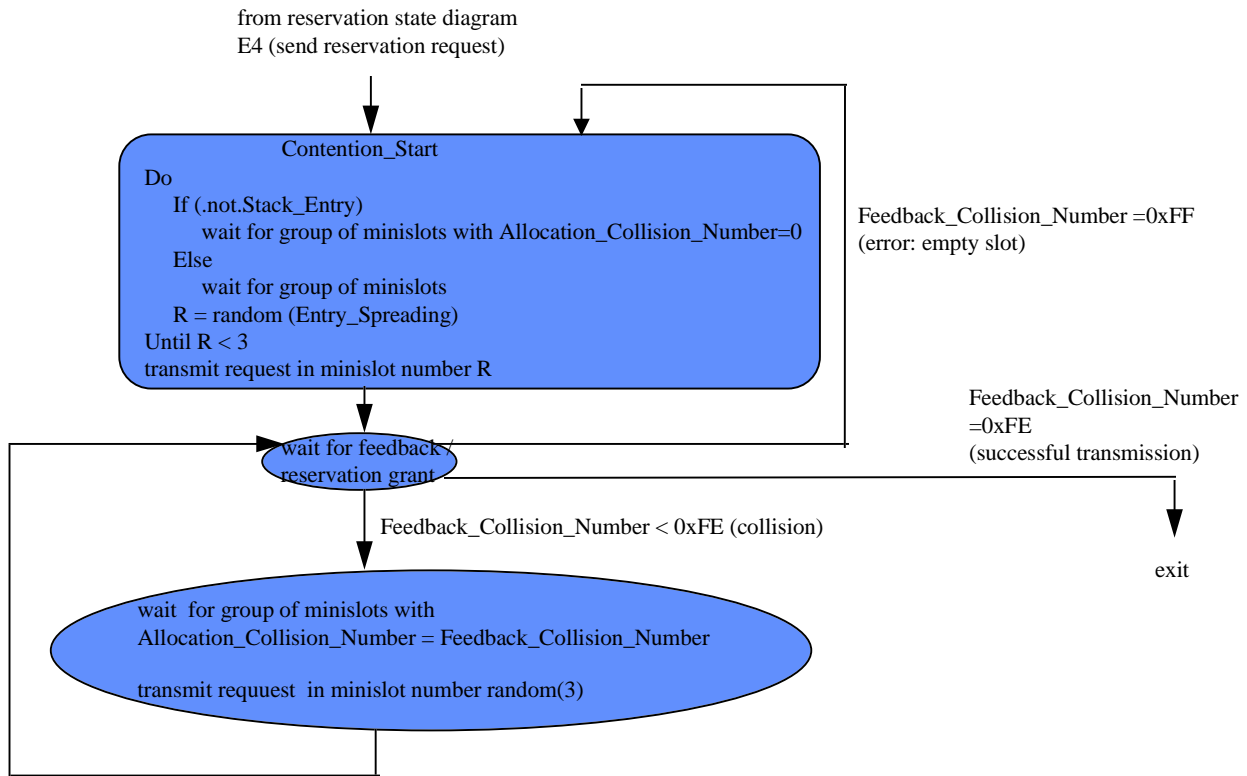 from reservation state diagram
E4 (send reservation request)
Contention_Start
Do
If (.not.Stack_Entry)
wait for group of minislots with Allocation_Collision_Number=0
Else
wait for group of minislots
R = random (Entry_Spreading)
Until R < 3
transmit request in minislot number R
Feedback_Collision_Number =0xFF
(error: empty slot)
wait for feedback /
reservation grant
Feedback_Collision_Number
=0xFE
(successful transmission)
Feedback_Collision_Number < 0xFE (collision)
exit
wait  for group of minislots with
Allocation_Collision_Number = Feedback_Collision_Number
transmit requuest  in minislot number random(3)